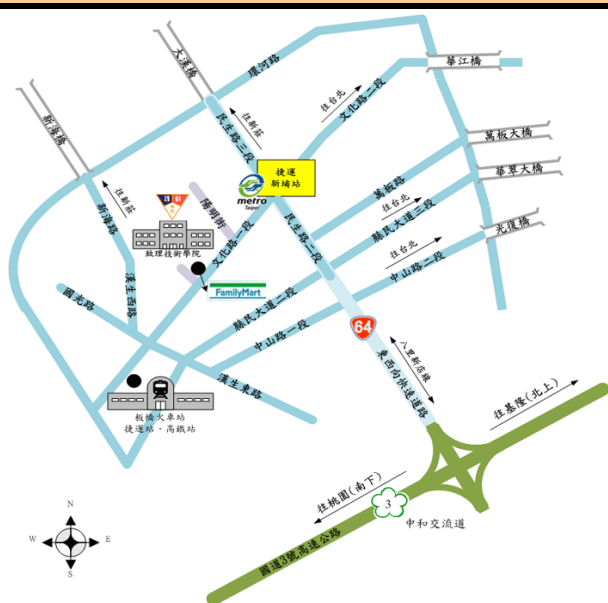 大漢橋
環河路
華江橋
往台北
文化路二段
新海橋
往新莊
民生路三段
萬板大橋
捷運
新埔站
華翠大橋
metro
Taipei
萬板路
往新莊
陽明街
往台北
縣民大道三段
光復橋
新海路
致理技術學院
文化路一段
民生路二段
往台北
中山路二段
漢生西路
國光路
FamilyMart
縣民大道二段
中山路一段
64
八里新店線
東西向快速道路
漢生東路
往基隆(北上)
板橋火車站
捷運站、高鐵站
往桃園(南下)
3
中和交流道
國道3號高速公路
N
W
E
S